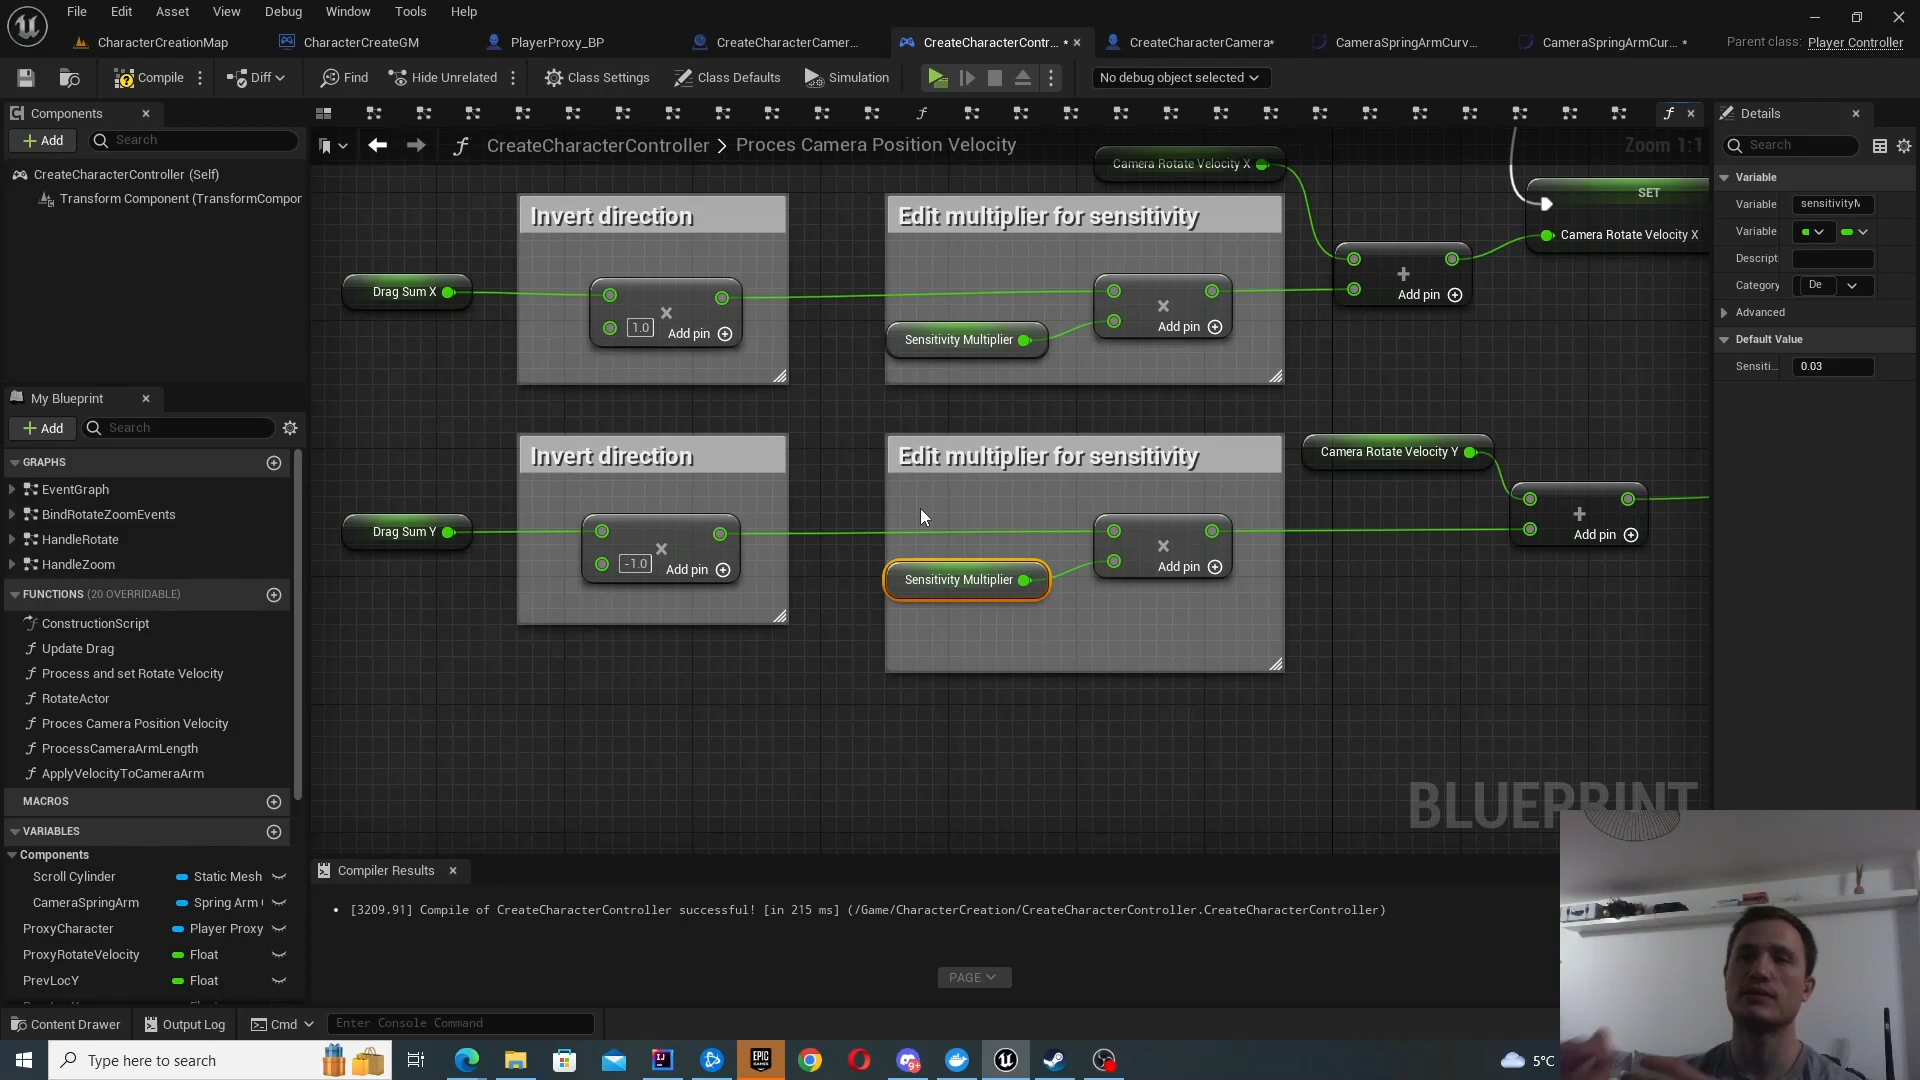 File Edit Asset View Debug Window Tools Help
CharacterCreationMap CharacterCreateGM PlayerProxy_BP CreateCharacterCamer... CreateCharacterContr... * CreateCharacterCamera* CameraSpringArmCurv... CameraSpringArmCur... * Parent class: Player Controller
Compile Diff Find Hide Unrelated Class Settings Class Defaults Simulation No debug object selected
Components
Add Search
CreateCharacterController (Self)
Transform Component (TransformCompor
My Blueprint
Add Search
GRAPHS
EventGraph
BindRotateZoomEvents
HandleRotate
HandleZoom
FUNCTIONS (20 OVERRIDABLE)
ConstructionScript
Update Drag
Process and set Rotate Velocity
RotateActor
Proces Camera Position Velocity
ProcessCameraArmLength
ApplyVelocityToCameraArm
MACROS
VARIABLES
Components
Scroll Cylinder Static Mesh
CameraSpringArm Spring Arm
ProxyCharacter Player Proxy
ProxyRotateVelocity Float
PrevLocY Float
CreateCharacterController > Proces Camera Position Velocity
Zoom 1:1
Camera Rotate Velocity X
SET
Camera Rotate Velocity X
Invert direction
Edit multiplier for sensitivity
Drag Sum X
1.0 Add pin
Sensitivity Multiplier
Add pin
Add pin
Invert direction
Edit multiplier for sensitivity
Camera Rotate Velocity Y
Drag Sum Y
-1.0 Add pin
Sensitivity Multiplier
Add pin
Add pin
BLUEPRINT
Details
Search
Variable
Variable sensitivityM
Variable
Descript
Category De
Advanced
Default Value
Sensiti... 0.03
Compiler Results
[3209.91] Compile of CreateCharacterController successful! [in 215 ms] (/Game/CharacterCreation/CreateCharacterController.CreateCharacterController)
PAGE
Content Drawer Output Log Cmd Enter Console Command
Type here to search EPIC GAMES 9+ 5°C